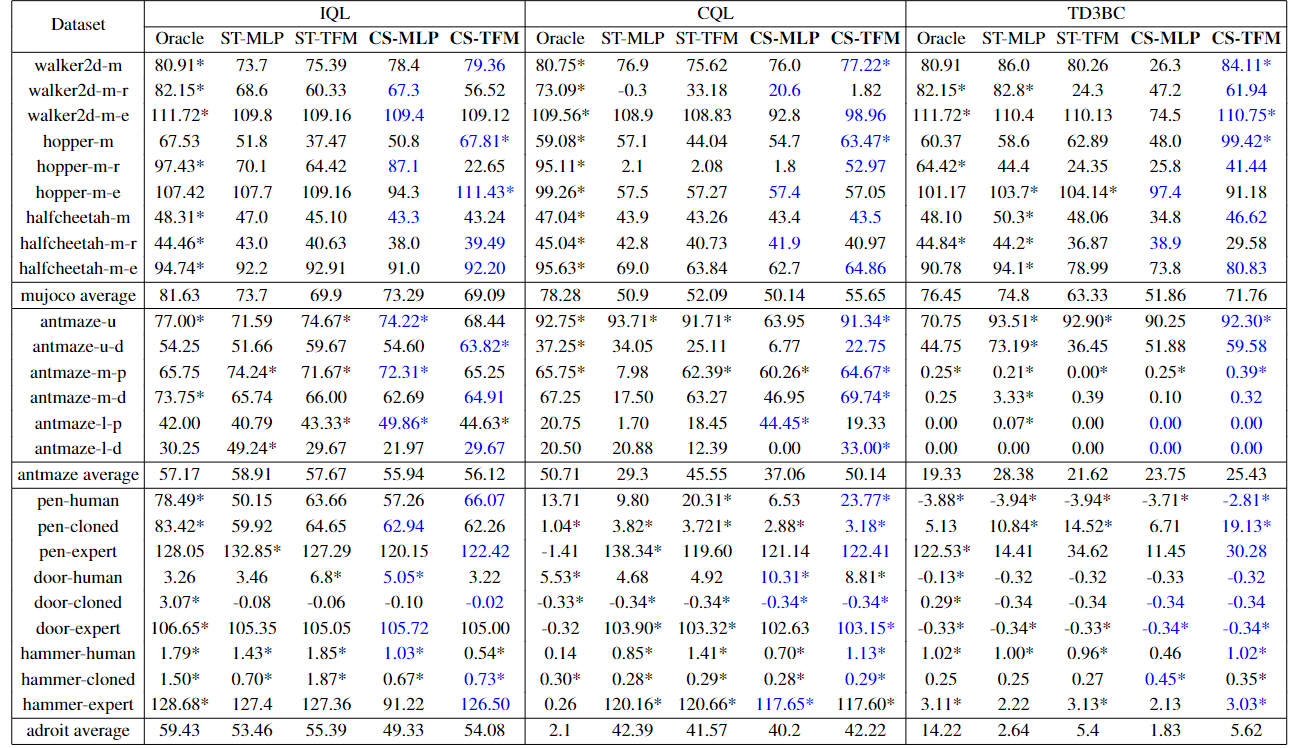 Dataset IQL CQL TD3BC
Oracle ST-MLP ST-TFM CS-MLP CS-TFM Oracle ST-MLP ST-TFM CS-MLP CS-TFM Oracle ST-MLP ST-TFM CS-MLP CS-TFM
walker2d-m 80.91* 73.7 75.39 78.4 79.36 80.75* 76.9 75.62 76.0 77.22* 80.91 86.0 80.26 26.3 84.11*
walker2d-m-r 82.15* 68.6 60.33 67.3 56.52 73.09* -0.3 33.18 20.6 1.82 82.15* 82.8* 24.3 47.2 61.94
walker2d-m-e 111.72* 109.8 109.16 109.4 109.12 109.56* 108.9 108.83 92.8 98.96 111.72* 110.4 110.13 74.5 110.75*
hopper-m 67.53 51.8 37.47 50.8 67.81* 59.08* 57.1 44.04 54.7 63.47* 60.37 58.6 62.89 48.0 99.42*
hopper-m-r 97.43* 70.1 64.42 87.1 22.65 95.11* 2.1 2.08 1.8 52.97 64.42* 44.4 24.35 25.8 41.44
hopper-m-e 107.42 107.7 109.16 94.3 111.43* 99.26* 57.5 57.27 57.4 57.05 101.17 103.7* 104.14* 97.4 91.18
halfcheetah-m 48.31* 47.0 45.10 43.3 43.24 47.04* 43.9 43.26 43.4 43.5 48.10 50.3* 48.06 34.8 46.62
halfcheetah-m-r 44.46* 43.0 40.63 38.0 39.49 45.04* 42.8 40.73 41.9 40.97 44.84* 44.2* 36.87 38.9 29.58
halfcheetah-m-e 94.74* 92.2 92.91 91.0 92.20 95.63* 69.0 63.84 62.7 64.86 90.78 94.1* 78.99 73.8 80.83
mujoco average 81.63 73.7 69.9 73.29 69.09 78.28 50.9 52.09 50.14 55.65 76.45 74.8 63.33 51.86 71.76
antmaze-u 77.00* 71.59 74.67* 74.22* 68.44 92.75* 93.71* 91.71* 63.95 91.34* 70.75 93.51* 92.90* 90.25 92.30*
antmaze-u-d 54.25 51.66 59.67 54.60 63.82* 37.25* 34.05 25.11 6.77 22.75 44.75 73.19* 36.45 51.88 59.58
antmaze-m-p 65.75 74.24* 71.67* 72.31* 65.25 65.75* 7.98 62.39* 60.26* 64.67* 0.25* 0.21* 0.00* 0.25* 0.39*
antmaze-m-d 73.75* 65.74 66.00 62.69 64.91 67.25 17.50 63.27 46.95 69.74* 0.25 3.33* 0.39 0.10 0.32
antmaze-l-p 42.00 40.79 43.33* 49.86* 44.63* 20.75 1.70 18.45 44.45* 19.33 0.00 0.07* 0.00 0.00 0.00
antmaze-l-d 30.25 49.24* 29.67 21.97 29.67 20.50 20.88 12.39 0.00 33.00* 0.00 0.00 0.00 0.00 0.00
antmaze average 57.17 58.91 57.67 55.94 56.12 50.71 29.3 45.55 37.06 50.14 19.33 28.38 21.62 23.75 25.43
pen-human 78.49* 50.15 63.66 57.26 66.07 13.71 9.80 20.31* 6.53 23.77* -3.88* -3.94* -3.94* -3.71* -2.81*
pen-cloned 83.42* 59.92 64.65 62.94 62.26 1.04* 3.82* 3.721* 2.88* 3.18* 5.13 10.84* 14.52* 6.71 19.13*
pen-expert 128.05 132.85* 127.29 120.15 122.42 -1.41 138.34* 119.60 121.14 122.41 122.53* 14.41 34.62 11.45 30.28
door-human 3.26 3.46 6.8* 5.05* 3.22 5.53* 4.68 4.92 10.31* 8.81* -0.13* -0.32 -0.32 -0.33 -0.32
door-cloned 3.07* -0.08 -0.06 -0.10 -0.02 -0.33* -0.34* -0.34* -0.34* -0.34* 0.29* -0.34 -0.34 -0.34 -0.34
door-expert 106.65* 105.35 105.05 105.72 105.00 -0.32 103.90* 103.32* 102.63 103.15* -0.33* -0.34* -0.33* -0.34* -0.34*
hammer-human 1.79* 1.43* 1.85* 1.03* 0.54* 0.14 0.85* 1.41* 0.70* 1.13* 1.02* 1.00* 0.96* 0.46 1.02*
hammer-cloned 1.50* 0.70* 1.87* 0.67* 0.73* 0.30* 0.28* 0.29* 0.28* 0.29* 0.25 0.25 0.27 0.45* 0.35*
hammer-expert 128.68* 127.4 127.36 91.22 126.50 0.26 120.16* 120.66* 117.65* 117.60* 3.11* 2.22 3.13* 2.13 3.03*
adroit average 59.43 53.46 55.39 49.33 54.08 2.1 42.39 41.57 40.2 42.22 14.22 2.64 5.4 1.83 5.62